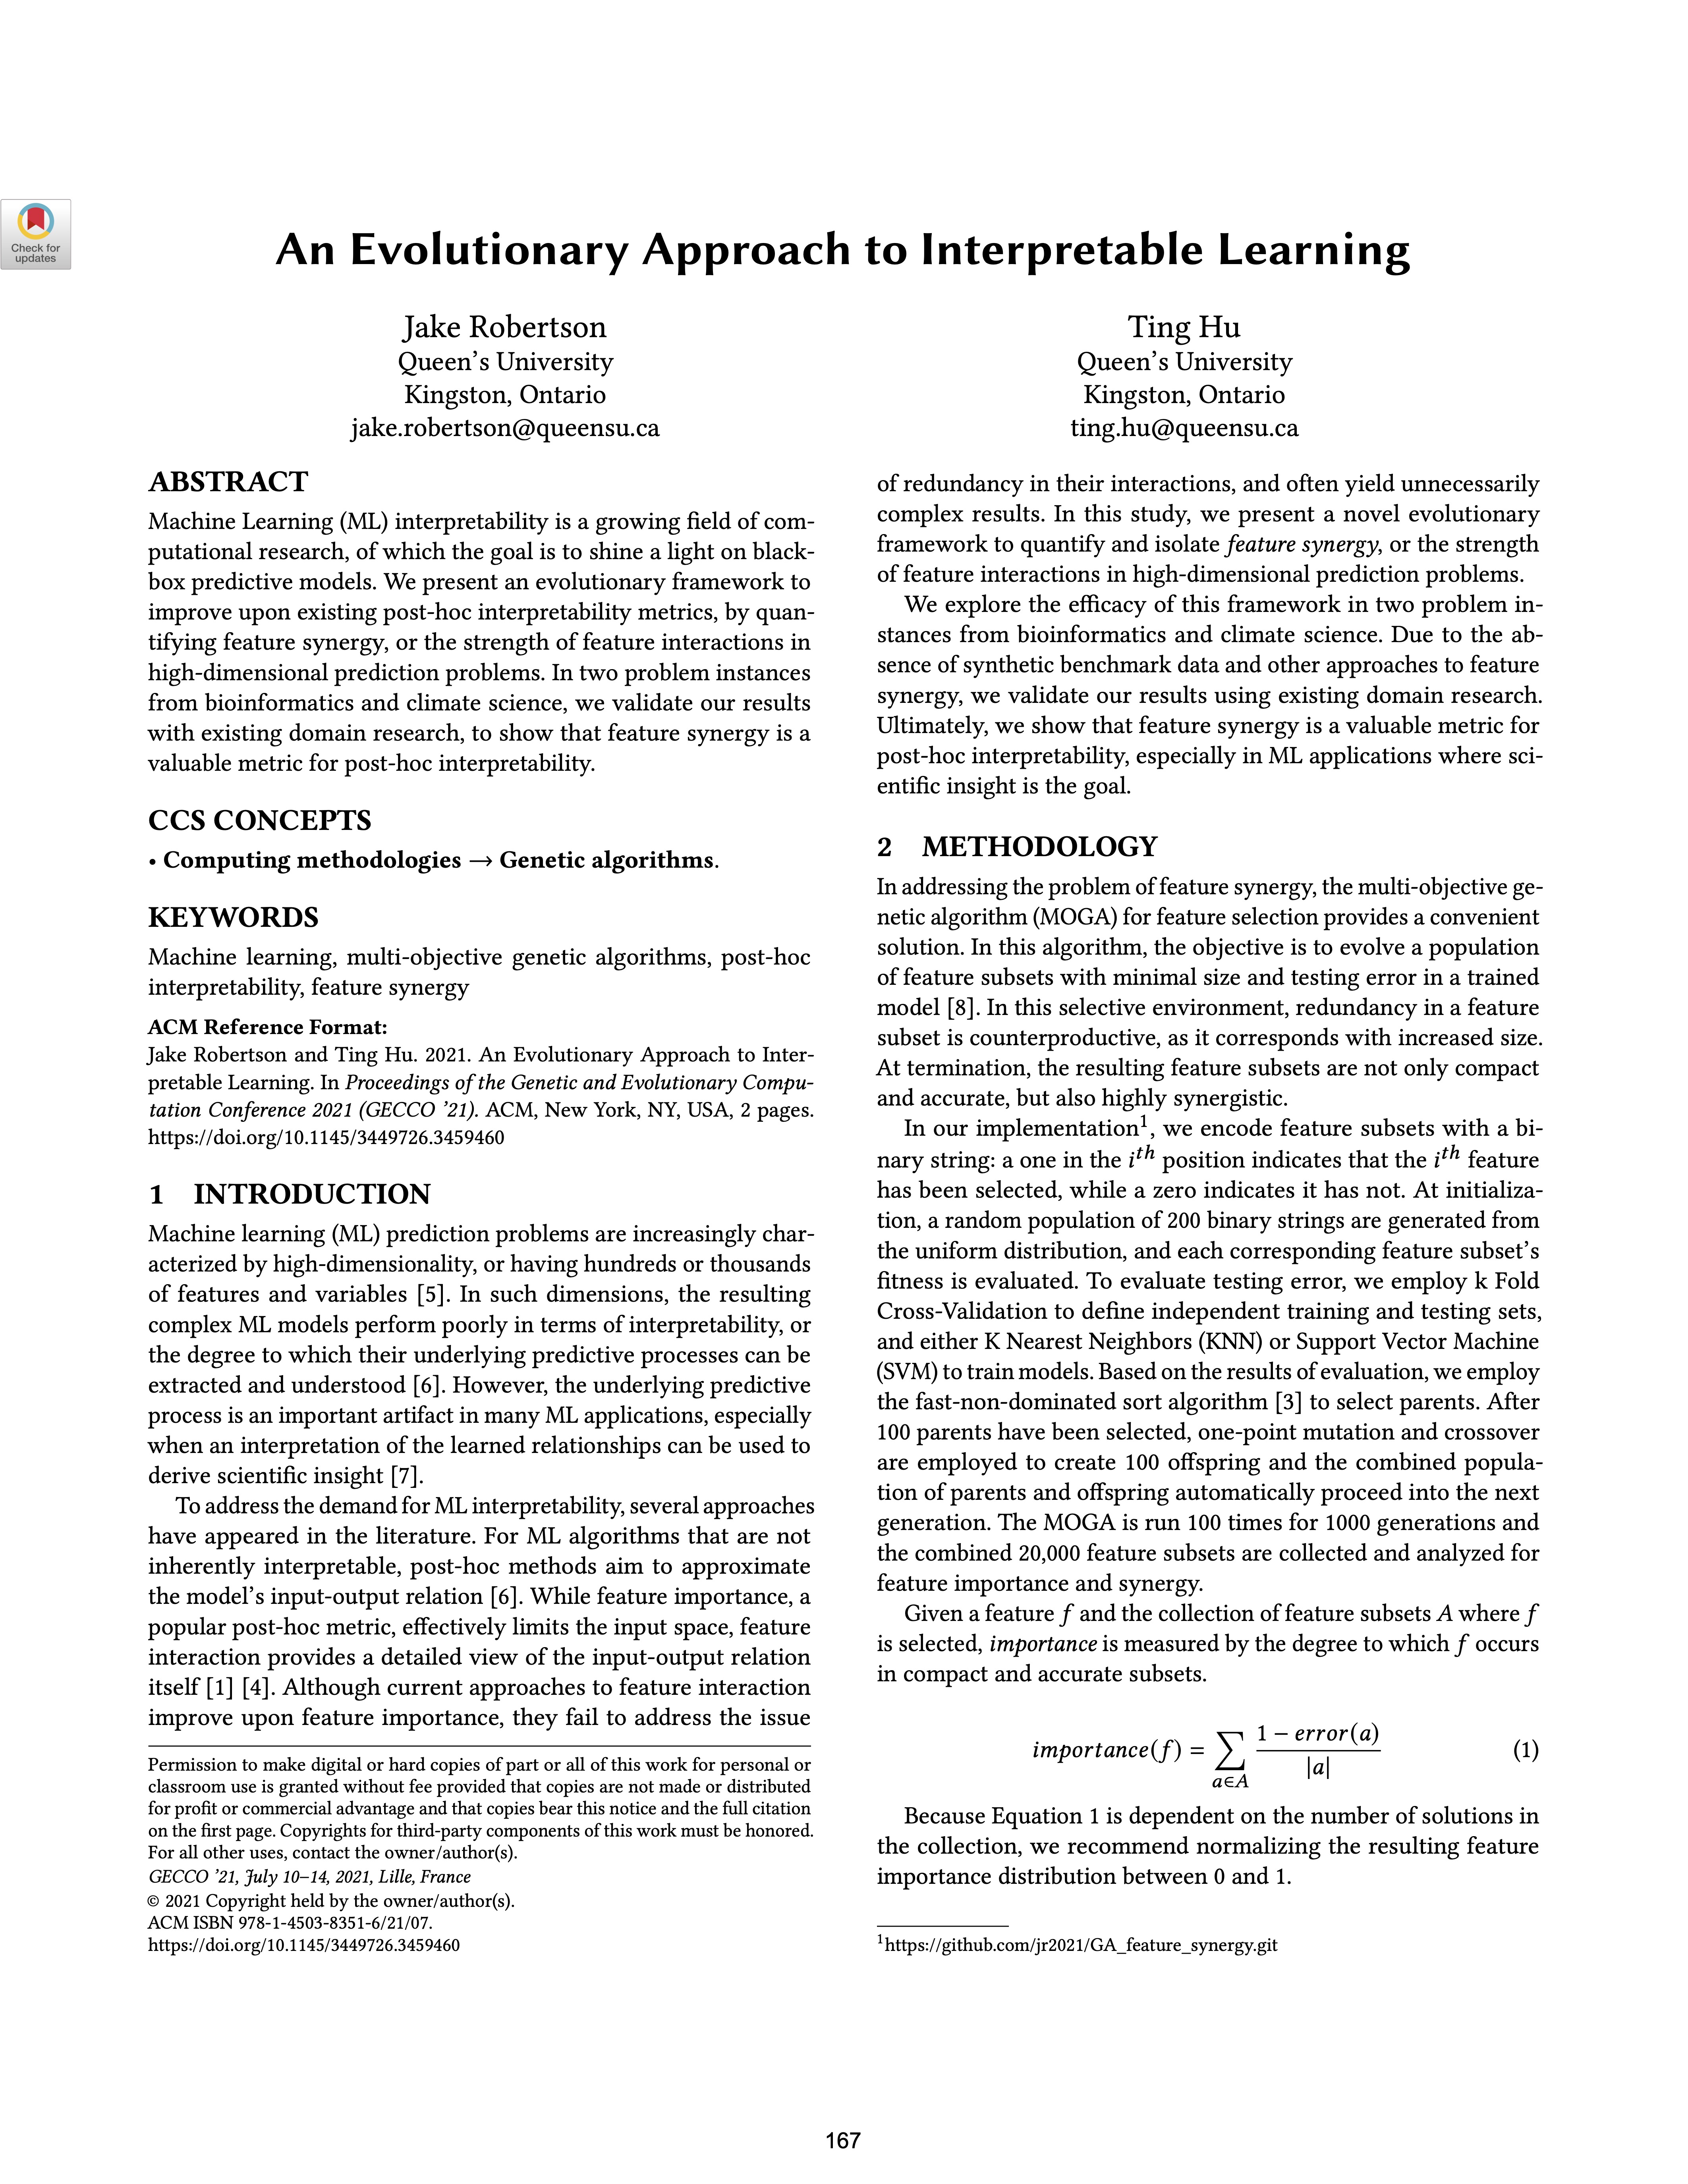 Check for
updates
An Evolutionary Approach to Interpretable Learning
Jake Robertson
Queen's University
Kingston, Ontario
jake.robertson@queensu.ca
Ting Hu
Queen's University
Kingston, Ontario
ting.hu@queensu.ca
ABSTRACT
Machine Learning (ML) interpretability is a growing field of com-
putational research, of which the goal is to shine a light on black-
box predictive models. We present an evolutionary framework to
improve upon existing post-hoc interpretability metrics, by quan-
tifying feature synergy, or the strength of feature interactions in
high-dimensional prediction problems. In two problem instances
from bioinformatics and climate science, we validate our results
with existing domain research, to show that feature synergy is a
valuable metric for post-hoc interpretability.
CCS CONCEPTS
• Computing methodologies → Genetic algorithms.
KEYWORDS
Machine learning, multi-objective genetic algorithms, post-hoc
interpretability, feature synergy
ACM Reference Format:
Jake Robertson and Ting Hu. 2021. An Evolutionary Approach to Inter-
pretable Learning. In Proceedings of the Genetic and Evolutionary Compu-
tation Conference 2021 (GECCO '21). ACM, New York, NY, USA, 2 pages.
https://doi.org/10.1145/3449726.3459460
1 INTRODUCTION
Machine learning (ML) prediction problems are increasingly char-
acterized by high-dimensionality, or having hundreds or thousands
of features and variables [5]. In such dimensions, the resulting
complex ML models perform poorly in terms of interpretability, or
the degree to which their underlying predictive processes can be
extracted and understood [6]. However, the underlying predictive
process is an important artifact in many ML applications, especially
when an interpretation of the learned relationships can be used to
derive scientific insight [7].
To address the demand for ML interpretability, several approaches
have appeared in the literature. For ML algorithms that are not
inherently interpretable, post-hoc methods aim to approximate
the model's input-output relation [6]. While feature importance, a
popular post-hoc metric, effectively limits the input space, feature
interaction provides a detailed view of the input-output relation
itself [1] [4]. Although current approaches to feature interaction
improve upon feature importance, they fail to address the issue
Permission to make digital or hard copies of part or all of this work for personal or
classroom use is granted without fee provided that copies are not made or distributed
for profit or commercial advantage and that copies bear this notice and the full citation
on the first page. Copyrights for third-party components of this work must be honored.
For all other uses, contact the owner/author(s).
GECCO '21, July 10–14, 2021, Lille, France
© 2021 Copyright held by the owner/author(s).
ACM ISBN 978-1-4503-8351-6/21/07.
https://doi.org/10.1145/3449726.3459460
of redundancy in their interactions, and often yield unnecessarily
complex results. In this study, we present a novel evolutionary
framework to quantify and isolate feature synergy, or the strength
of feature interactions in high-dimensional prediction problems.
We explore the efficacy of this framework in two problem in-
stances from bioinformatics and climate science. Due to the ab-
sence of synthetic benchmark data and other approaches to feature
synergy, we validate our results using existing domain research.
Ultimately, we show that feature synergy is a valuable metric for
post-hoc interpretability, especially in ML applications where sci-
entific insight is the goal.
2 METHODOLOGY
In addressing the problem of feature synergy, the multi-objective ge-
netic algorithm (MOGA) for feature selection provides a convenient
solution. In this algorithm, the objective is to evolve a population
of feature subsets with minimal size and testing error in a trained
model [8]. In this selective environment, redundancy in a feature
subset is counterproductive, as it corresponds with increased size.
At termination, the resulting feature subsets are not only compact
and accurate, but also highly synergistic.
In our implementation1, we encode feature subsets with a bi-
nary string: a one in the ith position indicates that the ith feature
has been selected, while a zero indicates it has not. At initializa-
tion, a random population of 200 binary strings are generated from
the uniform distribution, and each corresponding feature subset's
fitness is evaluated. To evaluate testing error, we employ k Fold
Cross-Validation to define independent training and testing sets,
and either K Nearest Neighbors (KNN) or Support Vector Machine
(SVM) to train models. Based on the results of evaluation, we employ
the fast-non-dominated sort algorithm [3] to select parents. After
100 parents have been selected, one-point mutation and crossover
are employed to create 100 offspring and the combined popula-
tion of parents and offspring automatically proceed into the next
generation. The MOGA is run 100 times for 1000 generations and
the combined 20,000 feature subsets are collected and analyzed for
feature importance and synergy.
Given a feature f and the collection of feature subsets A where f
is selected, importance is measured by the degree to which f occurs
in compact and accurate subsets.
importance(f) = ∑a∈A (1 − error(a)) / |a| (1)
Because Equation 1 is dependent on the number of solutions in
the collection, we recommend normalizing the resulting feature
importance distribution between 0 and 1.
1https://github.com/jr2021/GA_feature_synergy.git
167